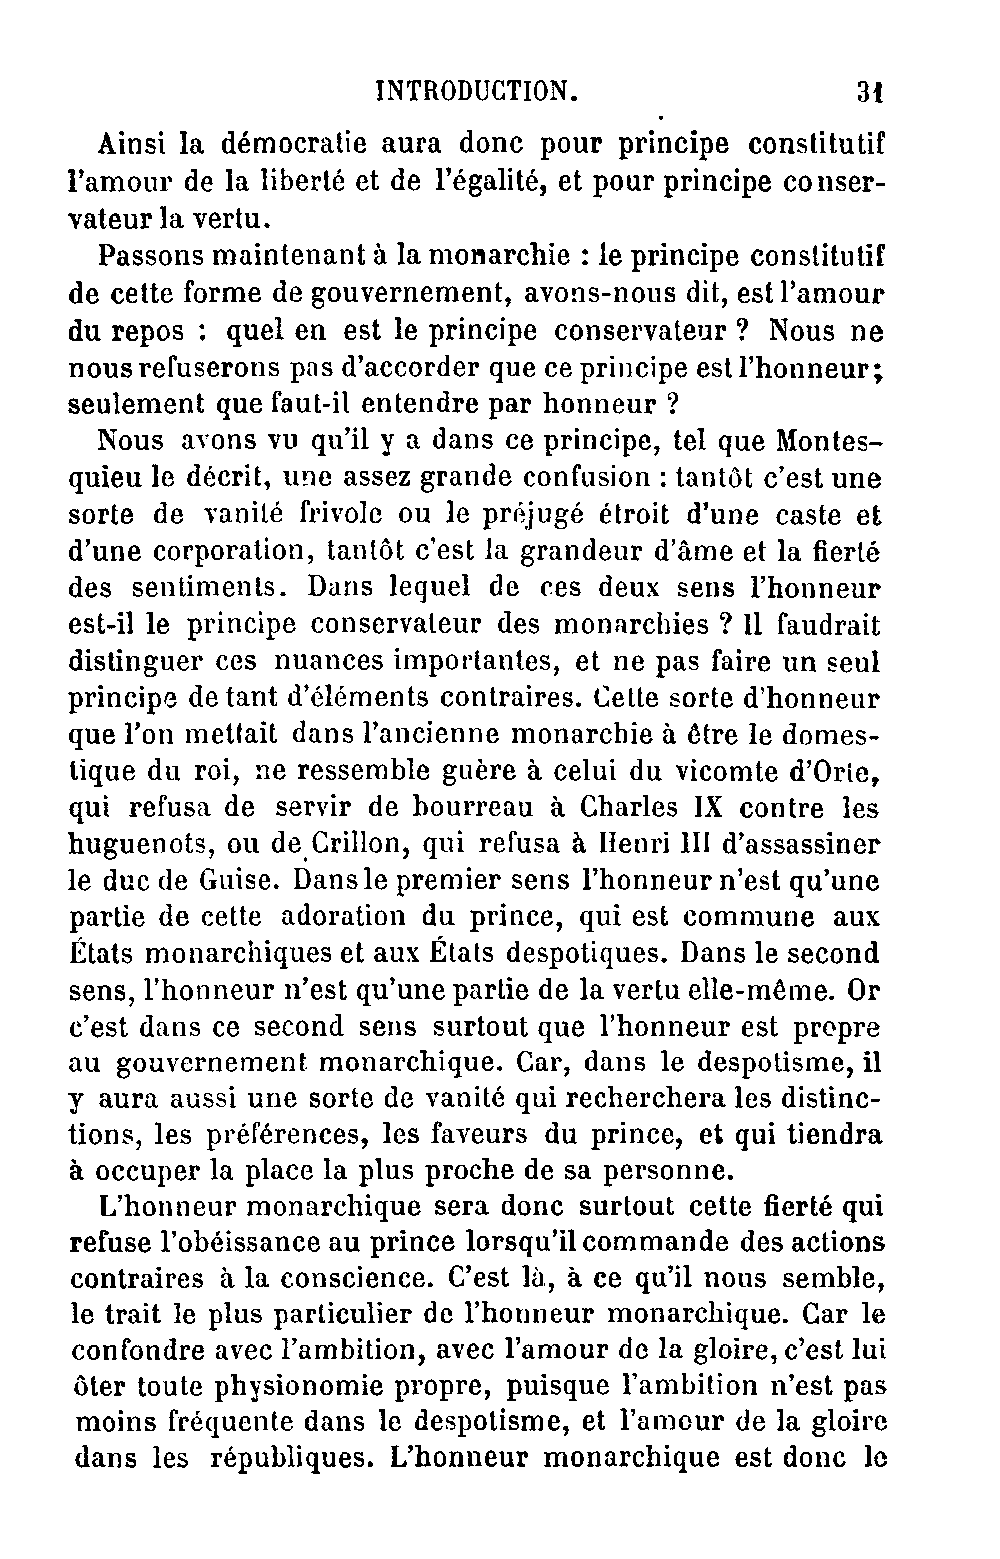 INTRODUCTION. 31
Ainsi la démocratie aura donc pour principe constitutif
l'amour de la liberté et de l'égalité, et pour principe conser-
vateur la vertu.
Passons maintenant à la monarchie : le principe constitutif
de cette forme de gouvernement, avons-nous dit, est l'amour
du repos : quel en est le principe conservateur ? Nous ne
nous refuserons pas d'accorder que ce principe est l'honneur;
seulement que faut-il entendre par honneur ?
Nous avons vu qu'il y a dans ce principe, tel que Montes-
quieu le décrit, une assez grande confusion : tantôt c'est une
sorte de vanité frivole ou le préjugé étroit d'une caste et
d'une corporation, tantôt c'est la grandeur d'âme et la fierté
des sentiments. Dans lequel de ces deux sens l'honneur
est-il le principe conservateur des monarchies ? Il faudrait
distinguer ces nuances importantes, et ne pas faire un seul
principe de tant d'éléments contraires. Cette sorte d'honneur
que l'on mettait dans l'ancienne monarchie à être le domes-
tique du roi, ne ressemble guère à celui du vicomte d'Orte,
qui refusa de servir de bourreau à Charles IX contre les
huguenots, ou de Crillon, qui refusa à Henri III d'assassiner
le duc de Guise. Dans le premier sens l'honneur n'est qu'une
partie de cette adoration du prince, qui est commune aux
États monarchiques et aux États despotiques. Dans le second
sens, l'honneur n'est qu'une partie de la vertu elle-même. Or
c'est dans ce second sens surtout que l'honneur est propre
au gouvernement monarchique. Car, dans le despotisme, il
y aura aussi une sorte de vanité qui recherchera les distinc-
tions, les préférences, les faveurs du prince, et qui tiendra
à occuper la place la plus proche de sa personne.
L'honneur monarchique sera donc surtout cette fierté qui
refuse l'obéissance au prince lorsqu'il commande des actions
contraires à la conscience. C'est là, à ce qu'il nous semble,
le trait le plus particulier de l'honneur monarchique. Car le
confondre avec l'ambition, avec l'amour de la gloire, c'est lui
ôter toute physionomie propre, puisque l'ambition n'est pas
moins fréquente dans le despotisme, et l'amour de la gloire
dans les républiques. L'honneur monarchique est donc le